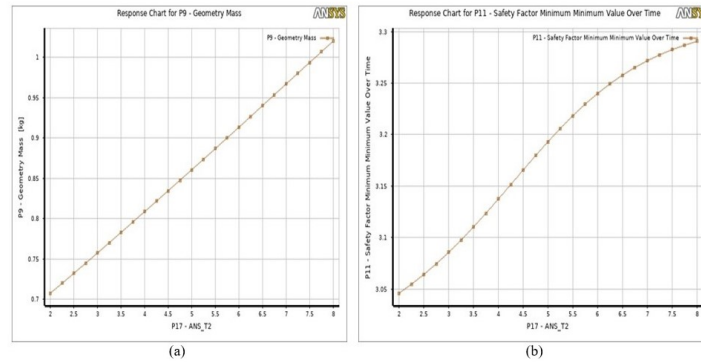 Response Chart for P9 - Geometry Mass
ANSYS
P9 - Geometry Mass
1
0.95
0.9
0.85
0.8
0.75
0.7
P9 - Geometry Mass [kg]
2 2.5 3 3.5 4 4.5 5 5.5 6 6.5 7 7.5 8
P17 - ANS_T2
(a)
Response Chart for P11 - Safety Factor Minimum Minimum Value Over Time
ANSYS
P11 - Safety Factor Minimum Minimum Value Over Time
3.3
3.25
3.2
3.15
3.1
3.05
P11 - Safety Factor Minimum Minimum Value Over Time
2 2.5 3 3.5 4 4.5 5 5.5 6 6.5 7 7.5 8
P17 - ANS_T2
(b)